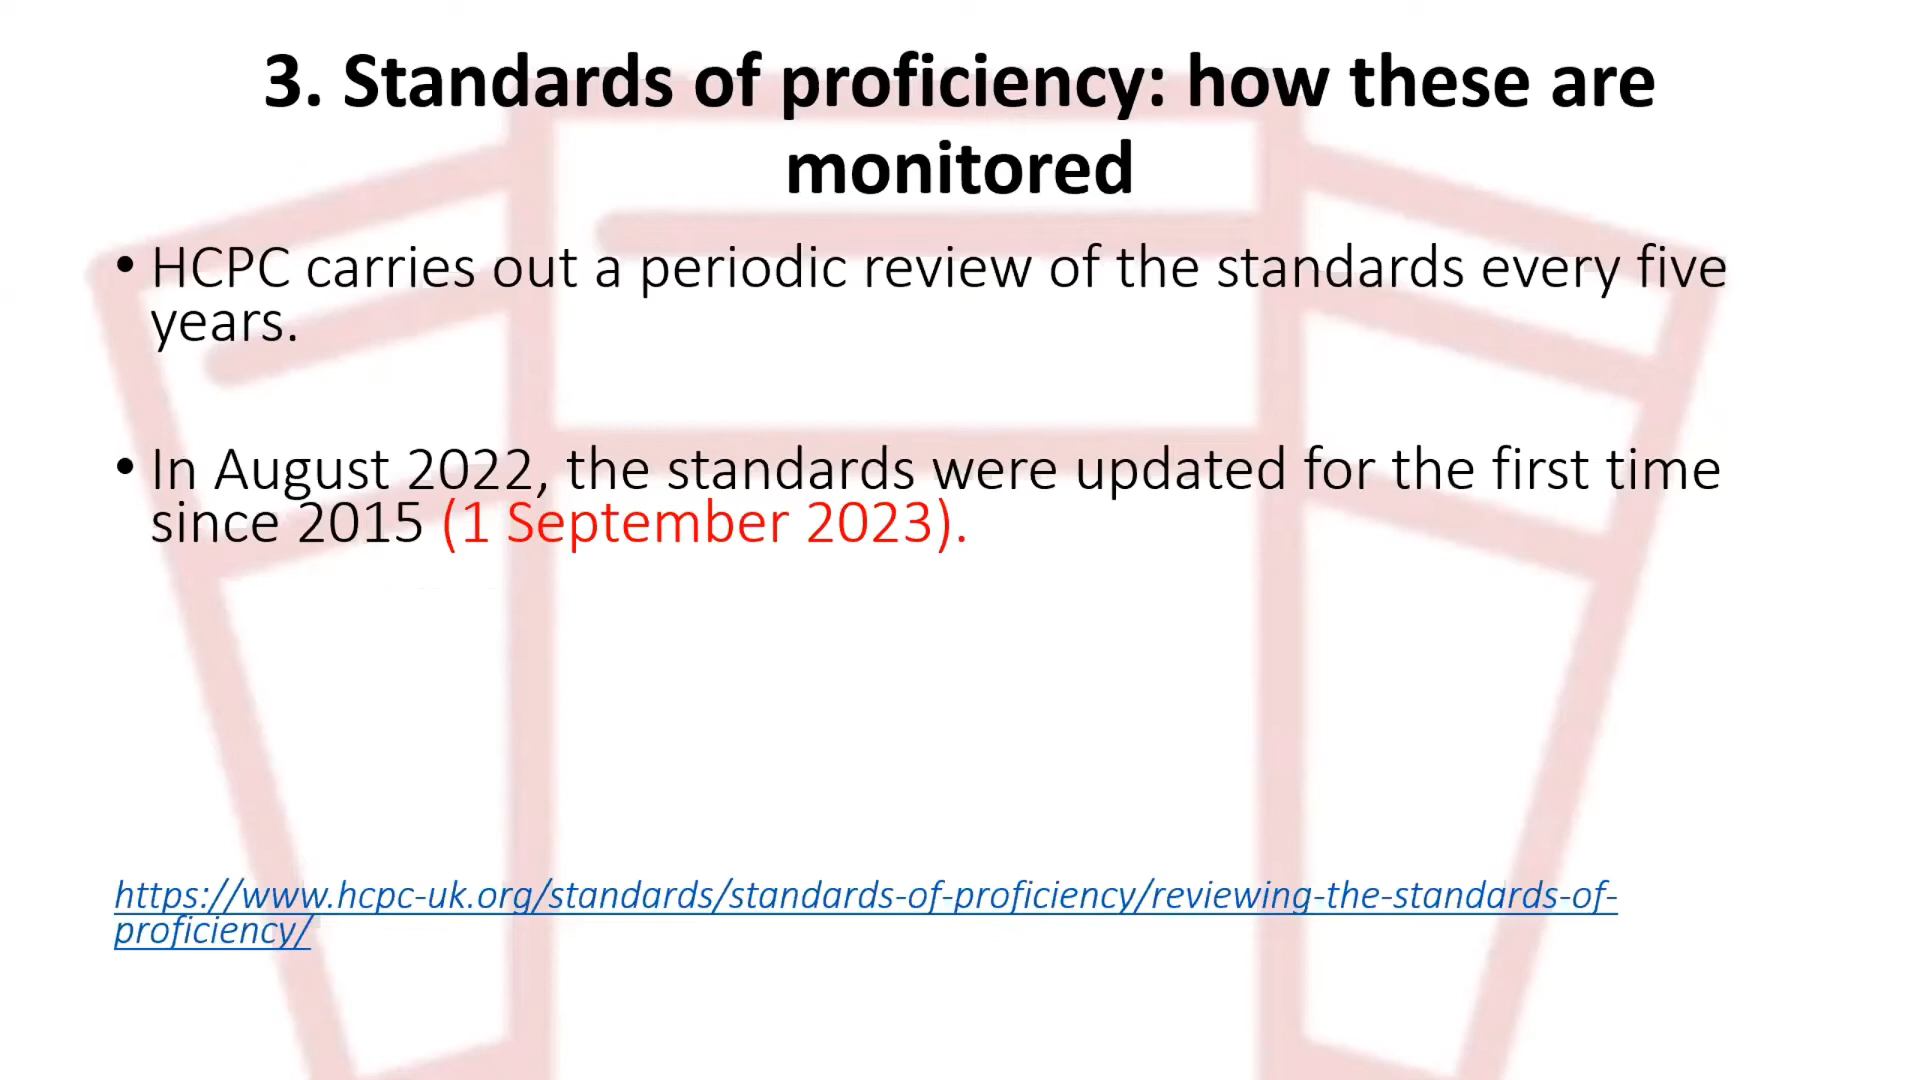 3. Standards of proficiency: how these are
monitored
• HCPC carries out a periodic review of the standards every five
years.
• In August 2022, the standards were updated for the first time
since 2015 (1 September 2023).
https://www.hcpc-uk.org/standards/standards-of-proficiency/reviewing-the-standards-of-
proficiency/